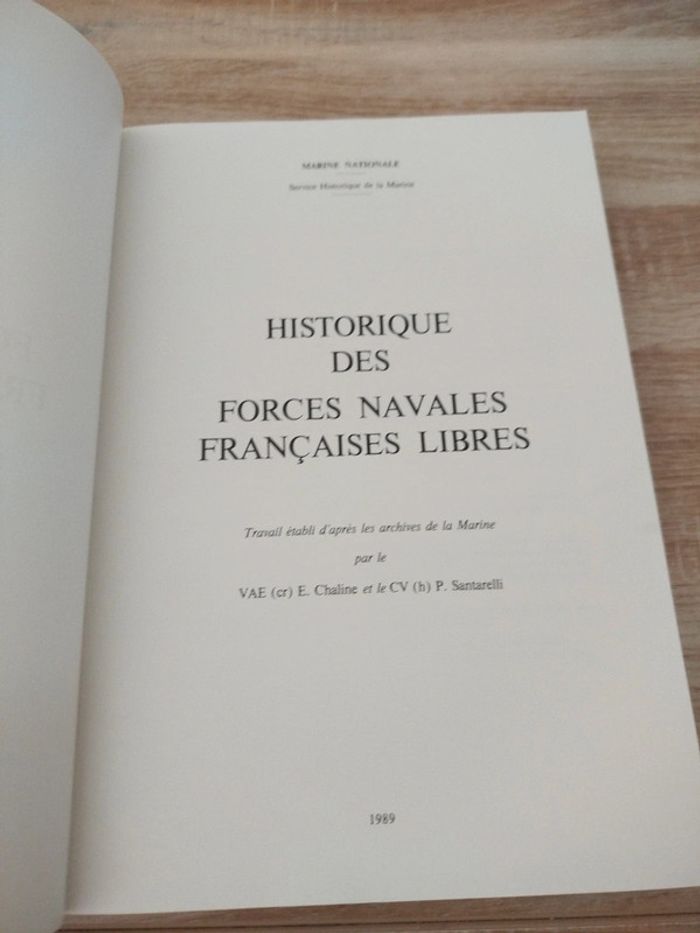 MARINE NATIONALE
Service Historique de la Marine
HISTORIQUE
DES
FORCES NAVALES
FRANÇAISES LIBRES
Travail établi d'après les archives de la Marine
par le
VAE (cr) E. Chaline et le CV (h) P. Santarelli
1989